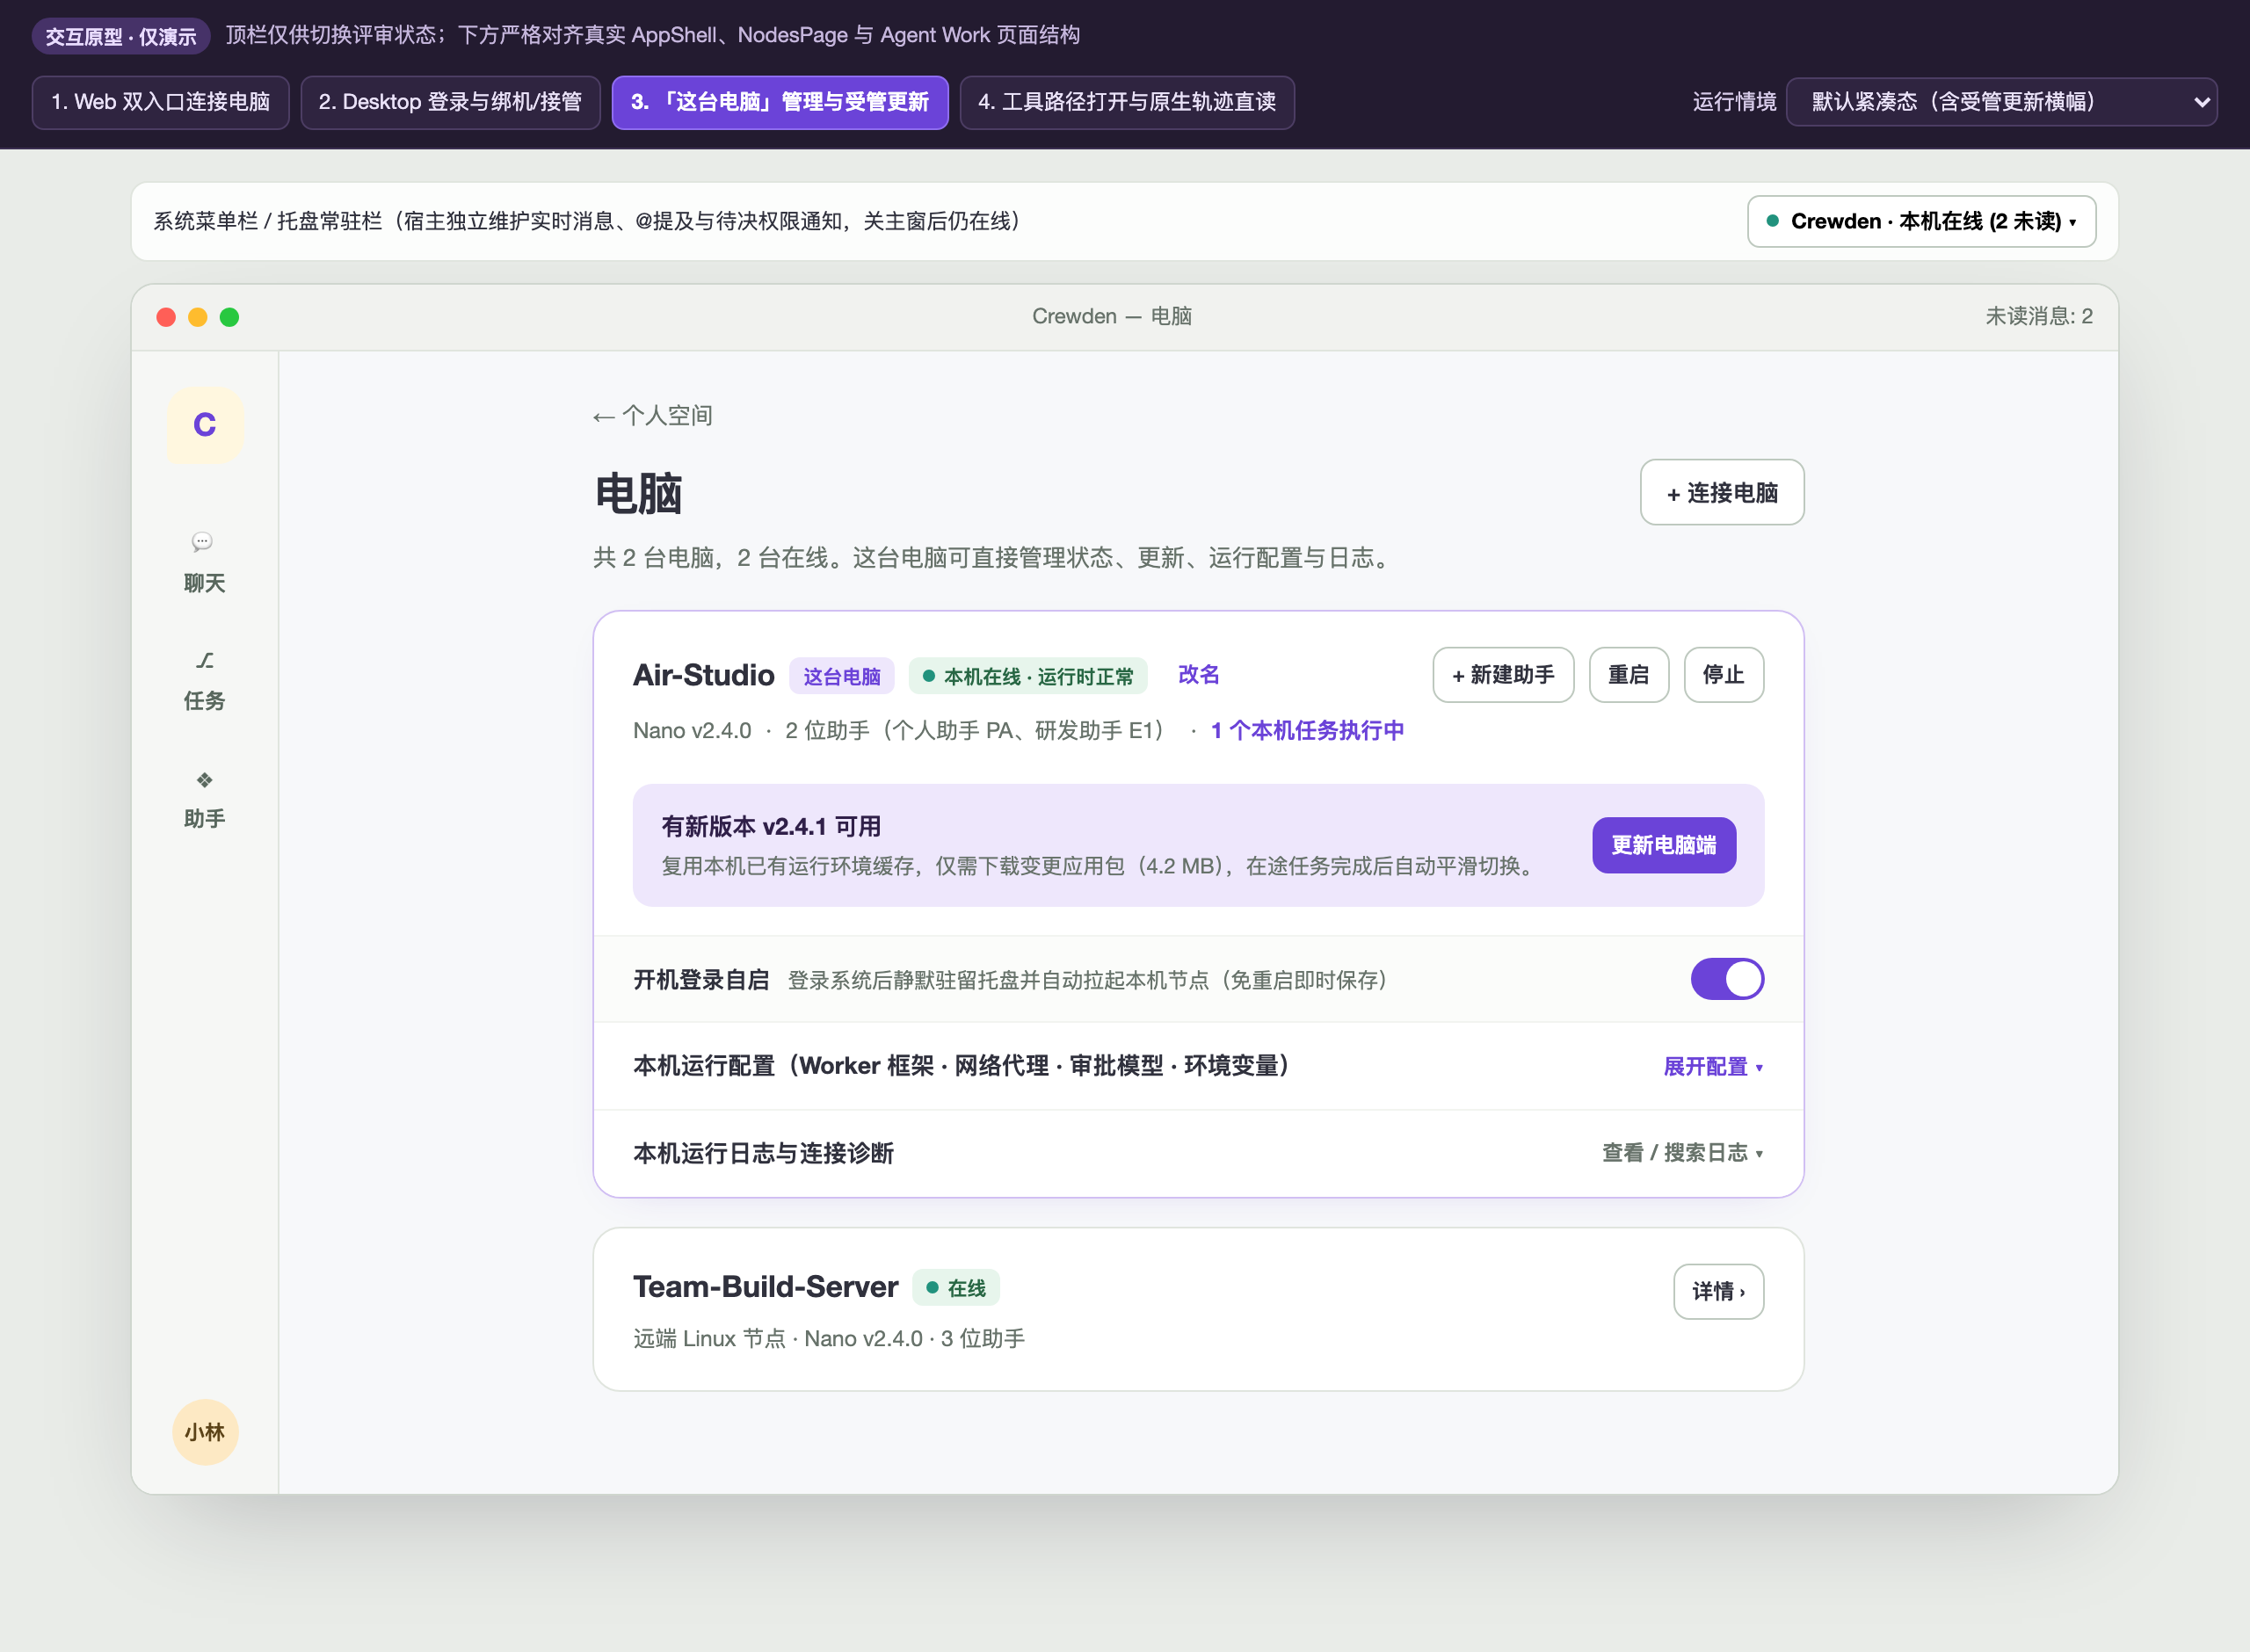 交互原型 · 仅演示 顶栏仅供切换评审状态；下方严格对齐真实 AppShell、NodesPage 与 Agent Work 页面结构
1. Web 双入口连接电脑 2. Desktop 登录与绑机/接管 3. 「这台电脑」管理与受管更新 4. 工具路径打开与原生轨迹直读 运行情境 默认紧凑态（含受管更新横幅）
系统菜单栏 / 托盘常驻栏（宿主独立维护实时消息、@提及与待决权限通知，关主窗后仍在线） Crewden · 本机在线 (2 未读) ▾
Crewden — 电脑 未读消息: 2
C
聊天
任务
助手
小林
← 个人空间
电脑 + 连接电脑
共 2 台电脑，2 台在线。这台电脑可直接管理状态、更新、运行配置与日志。
Air-Studio 这台电脑 本机在线 · 运行时正常 改名 + 新建助手 重启 停止
Nano v2.4.0 · 2 位助手（个人助手 PA、研发助手 E1） · 1 个本机任务执行中
有新版本 v2.4.1 可用
复用本机已有运行环境缓存，仅需下载变更应用包（4.2 MB），在途任务完成后自动平滑切换。 更新电脑端
开机登录自启 登录系统后静默驻留托盘并自动拉起本机节点（免重启即时保存）
本机运行配置（Worker 框架 · 网络代理 · 审批模型 · 环境变量） 展开配置 ▾
本机运行日志与连接诊断 查看 / 搜索日志 ▾
Team-Build-Server 在线 详情 ›
远端 Linux 节点 · Nano v2.4.0 · 3 位助手